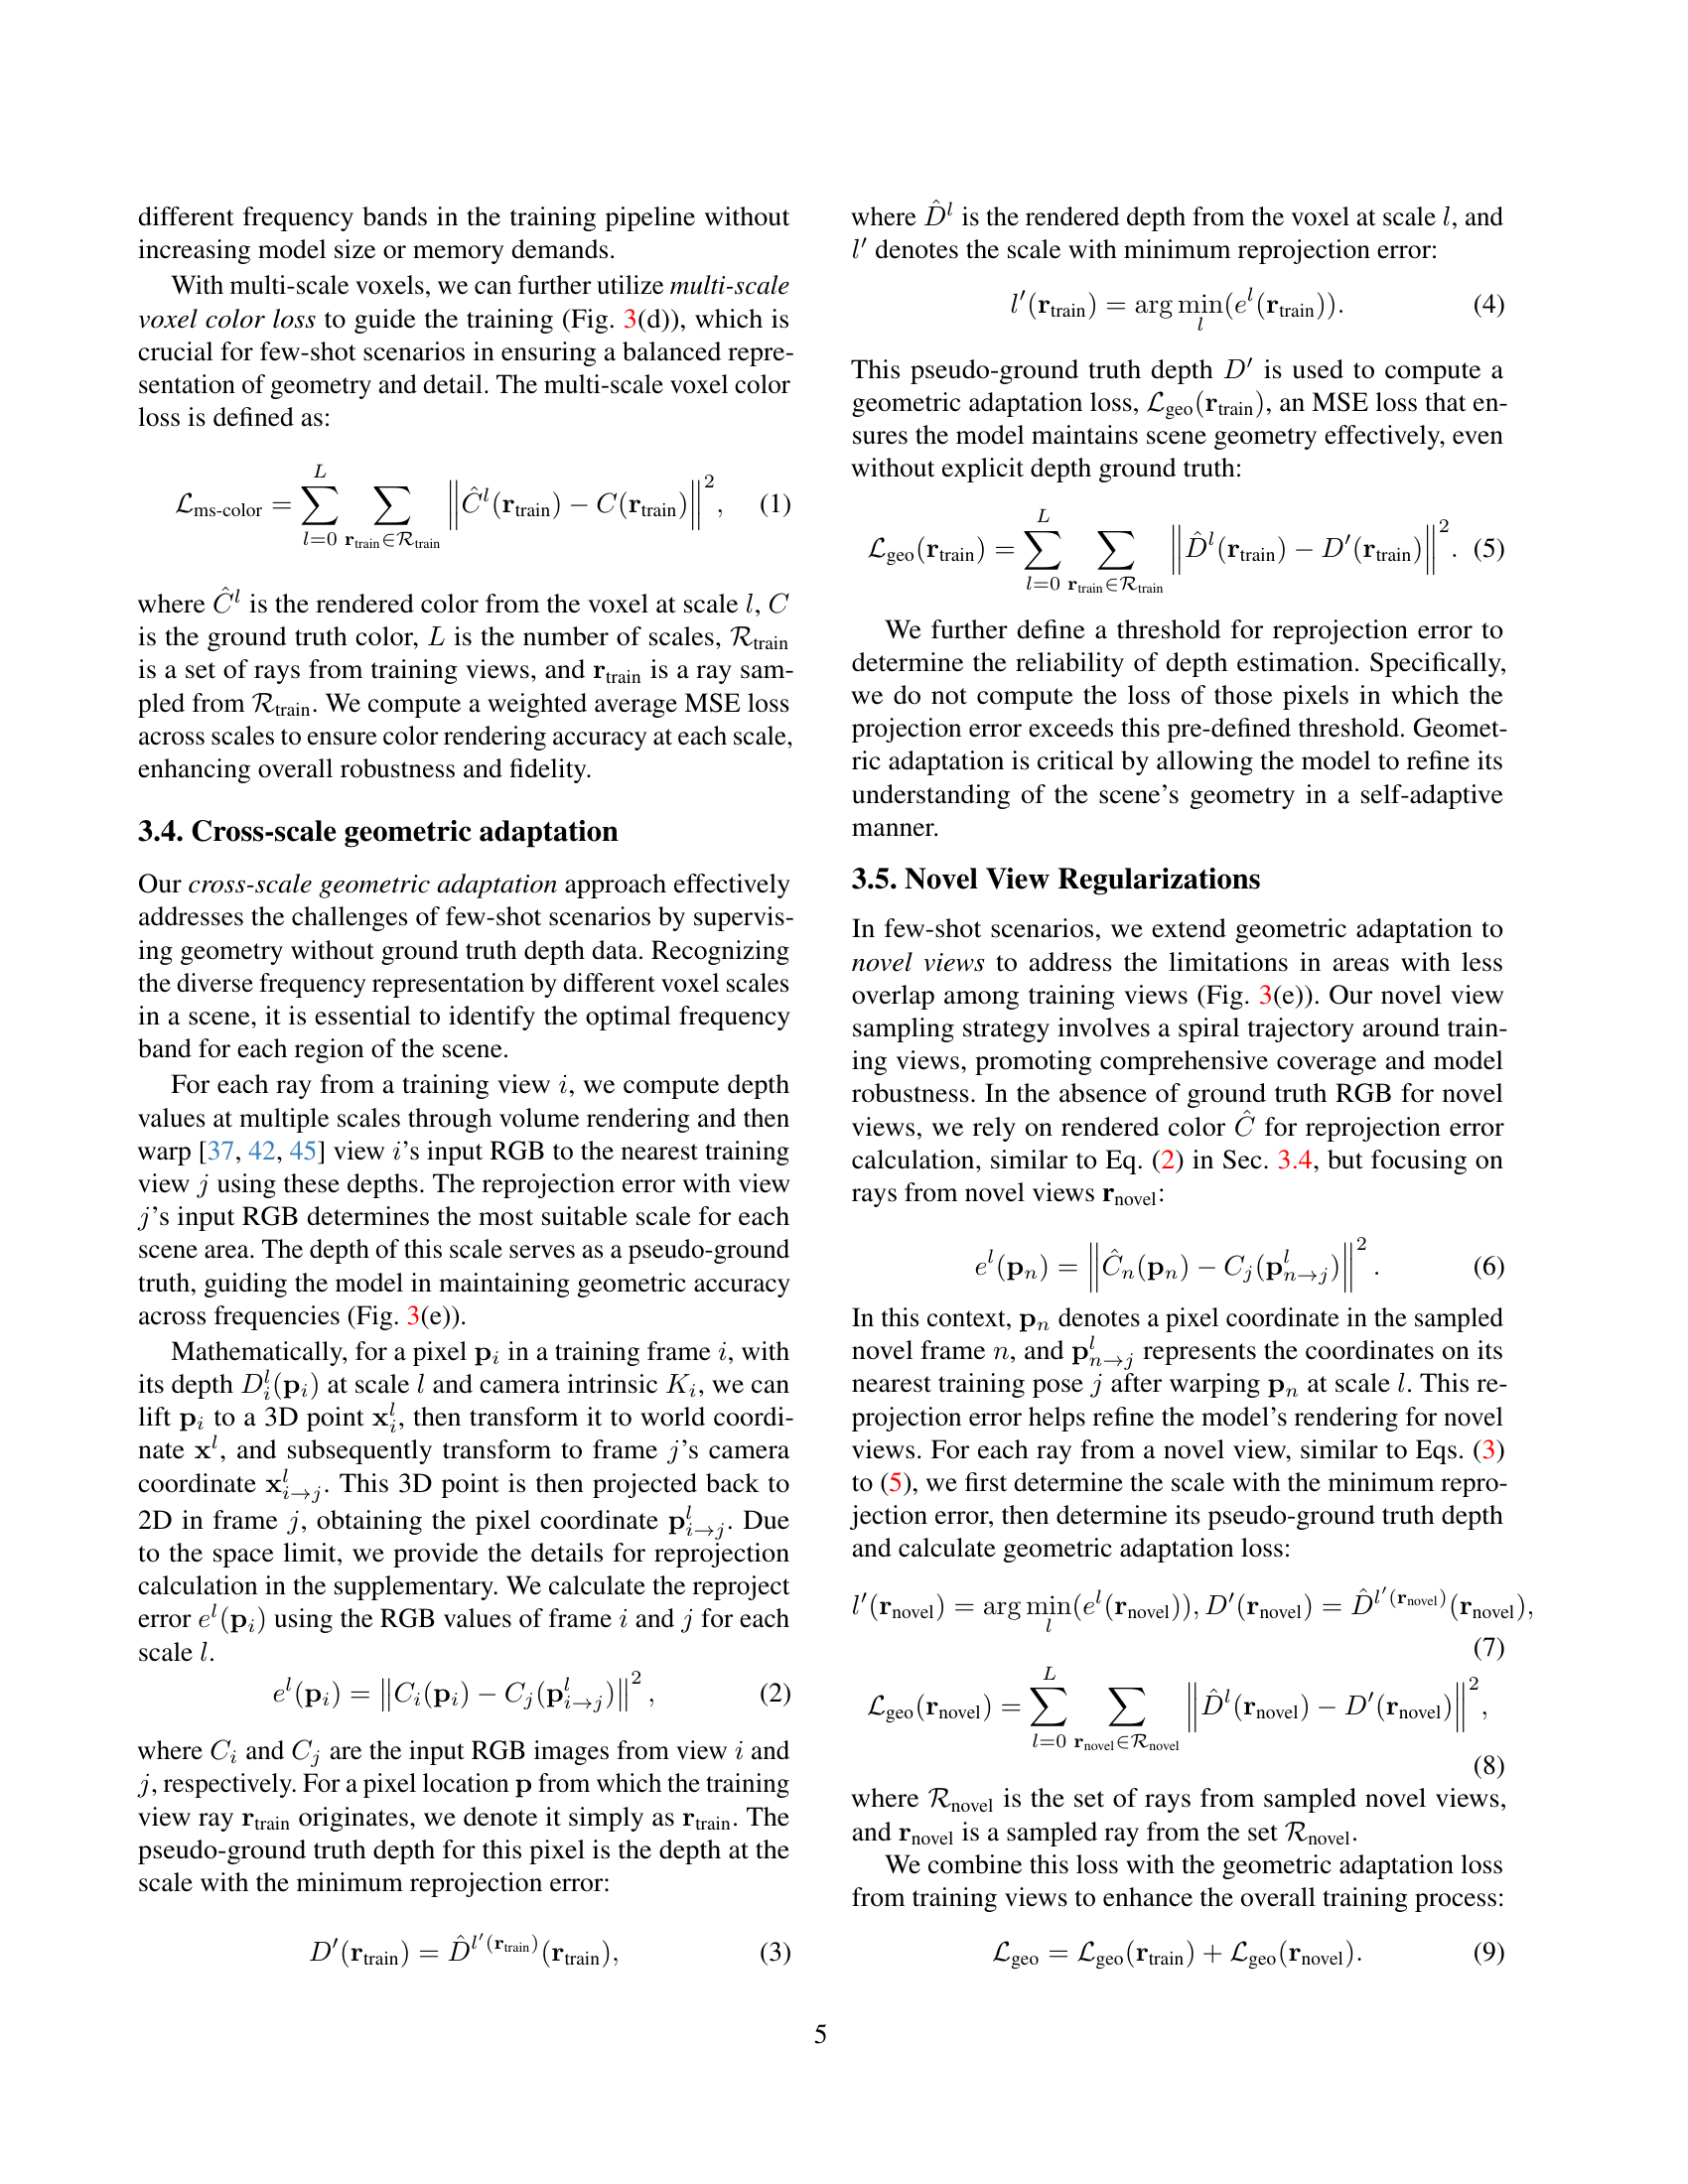 different frequency bands in the training pipeline without
increasing model size or memory demands.
With multi-scale voxels, we can further utilize multi-scale
voxel color loss to guide the training (Fig. 3(d)), which is
crucial for few-shot scenarios in ensuring a balanced repre-
sentation of geometry and detail. The multi-scale voxel color
loss is defined as:
$\mathcal{L}_{\text{ms-color}} = \sum_{l=0}^{L} \sum_{\mathbf{r}_{\text{train}} \in \mathcal{R}_{\text{train}}} \left\| \hat{C}^l(\mathbf{r}_{\text{train}}) - C(\mathbf{r}_{\text{train}}) \right\|^2,$ (1)
where $\hat{C}^l$ is the rendered color from the voxel at scale $l$, $C$
is the ground truth color, $L$ is the number of scales, $\mathcal{R}_{\text{train}}$
is a set of rays from training views, and $\mathbf{r}_{\text{train}}$ is a ray sam-
pled from $\mathcal{R}_{\text{train}}$. We compute a weighted average MSE loss
across scales to ensure color rendering accuracy at each scale,
enhancing overall robustness and fidelity.
3.4. Cross-scale geometric adaptation
Our cross-scale geometric adaptation approach effectively
addresses the challenges of few-shot scenarios by supervis-
ing geometry without ground truth depth data. Recognizing
the diverse frequency representation by different voxel scales
in a scene, it is essential to identify the optimal frequency
band for each region of the scene.
For each ray from a training view $i$, we compute depth
values at multiple scales through volume rendering and then
warp [37, 42, 45] view $i$'s input RGB to the nearest training
view $j$ using these depths. The reprojection error with view
$j$'s input RGB determines the most suitable scale for each
scene area. The depth of this scale serves as a pseudo-ground
truth, guiding the model in maintaining geometric accuracy
across frequencies (Fig. 3(e)).
Mathematically, for a pixel $\mathbf{p}_i$ in a training frame $i$, with
its depth $D_i^l(\mathbf{p}_i)$ at scale $l$ and camera intrinsic $K_i$, we can
lift $\mathbf{p}_i$ to a 3D point $\mathbf{x}_i^l$, then transform it to world coordi-
nate $\mathbf{x}^l$, and subsequently transform to frame $j$'s camera
coordinate $\mathbf{x}_{i \to j}^l$. This 3D point is then projected back to
2D in frame $j$, obtaining the pixel coordinate $\mathbf{p}_{i \to j}^l$. Due
to the space limit, we provide the details for reprojection
calculation in the supplementary. We calculate the reproject
error $e^l(\mathbf{p}_i)$ using the RGB values of frame $i$ and $j$ for each
scale $l$.
$e^l(\mathbf{p}_i) = \left\| C_i(\mathbf{p}_i) - C_j(\mathbf{p}_{i \to j}^l) \right\|^2,$ (2)
where $C_i$ and $C_j$ are the input RGB images from view $i$ and
$j$, respectively. For a pixel location $\mathbf{p}$ from which the training
view ray $\mathbf{r}_{\text{train}}$ originates, we denote it simply as $\mathbf{r}_{\text{train}}$. The
pseudo-ground truth depth for this pixel is the depth at the
scale with the minimum reprojection error:
$D'(\mathbf{r}_{\text{train}}) = \hat{D}^{l'(\mathbf{r}_{\text{train}})}(\mathbf{r}_{\text{train}}),$ (3)
where $\hat{D}^l$ is the rendered depth from the voxel at scale $l$, and
$l'$ denotes the scale with minimum reprojection error:
$l'(\mathbf{r}_{\text{train}}) = \arg\min_l (e^l(\mathbf{r}_{\text{train}})).$ (4)
This pseudo-ground truth depth $D'$ is used to compute a
geometric adaptation loss, $\mathcal{L}_{\text{geo}}(\mathbf{r}_{\text{train}})$, an MSE loss that en-
sures the model maintains scene geometry effectively, even
without explicit depth ground truth:
$\mathcal{L}_{\text{geo}}(\mathbf{r}_{\text{train}}) = \sum_{l=0}^{L} \sum_{\mathbf{r}_{\text{train}} \in \mathcal{R}_{\text{train}}} \left\| \hat{D}^l(\mathbf{r}_{\text{train}}) - D'(\mathbf{r}_{\text{train}}) \right\|^2.$ (5)
We further define a threshold for reprojection error to
determine the reliability of depth estimation. Specifically,
we do not compute the loss of those pixels in which the
projection error exceeds this pre-defined threshold. Geomet-
ric adaptation is critical by allowing the model to refine its
understanding of the scene's geometry in a self-adaptive
manner.
3.5. Novel View Regularizations
In few-shot scenarios, we extend geometric adaptation to
novel views to address the limitations in areas with less
overlap among training views (Fig. 3(e)). Our novel view
sampling strategy involves a spiral trajectory around train-
ing views, promoting comprehensive coverage and model
robustness. In the absence of ground truth RGB for novel
views, we rely on rendered color $\hat{C}$ for reprojection error
calculation, similar to Eq. (2) in Sec. 3.4, but focusing on
rays from novel views $\mathbf{r}_{\text{novel}}$:
$e^l(\mathbf{p}_n) = \left\| \hat{C}_n(\mathbf{p}_n) - C_j(\mathbf{p}_{n \to j}^l) \right\|^2.$ (6)
In this context, $\mathbf{p}_n$ denotes a pixel coordinate in the sampled
novel frame $n$, and $\mathbf{p}_{n \to j}^l$ represents the coordinates on its
nearest training pose $j$ after warping $\mathbf{p}_n$ at scale $l$. This re-
projection error helps refine the model's rendering for novel
views. For each ray from a novel view, similar to Eqs. (3)
to (5), we first determine the scale with the minimum repro-
jection error, then determine its pseudo-ground truth depth
and calculate geometric adaptation loss:
$l'(\mathbf{r}_{\text{novel}}) = \arg\min_l (e^l(\mathbf{r}_{\text{novel}})), D'(\mathbf{r}_{\text{novel}}) = \hat{D}^{l'(\mathbf{r}_{\text{novel}})}(\mathbf{r}_{\text{novel}}),$
(7)
$\mathcal{L}_{\text{geo}}(\mathbf{r}_{\text{novel}}) = \sum_{l=0}^{L} \sum_{\mathbf{r}_{\text{novel}} \in \mathcal{R}_{\text{novel}}} \left\| \hat{D}^l(\mathbf{r}_{\text{novel}}) - D'(\mathbf{r}_{\text{novel}}) \right\|^2,$
(8)
where $\mathcal{R}_{\text{novel}}$ is the set of rays from sampled novel views,
and $\mathbf{r}_{\text{novel}}$ is a sampled ray from the set $\mathcal{R}_{\text{novel}}$.
We combine this loss with the geometric adaptation loss
from training views to enhance the overall training process:
$\mathcal{L}_{\text{geo}} = \mathcal{L}_{\text{geo}}(\mathbf{r}_{\text{train}}) + \mathcal{L}_{\text{geo}}(\mathbf{r}_{\text{novel}}).$ (9)
5